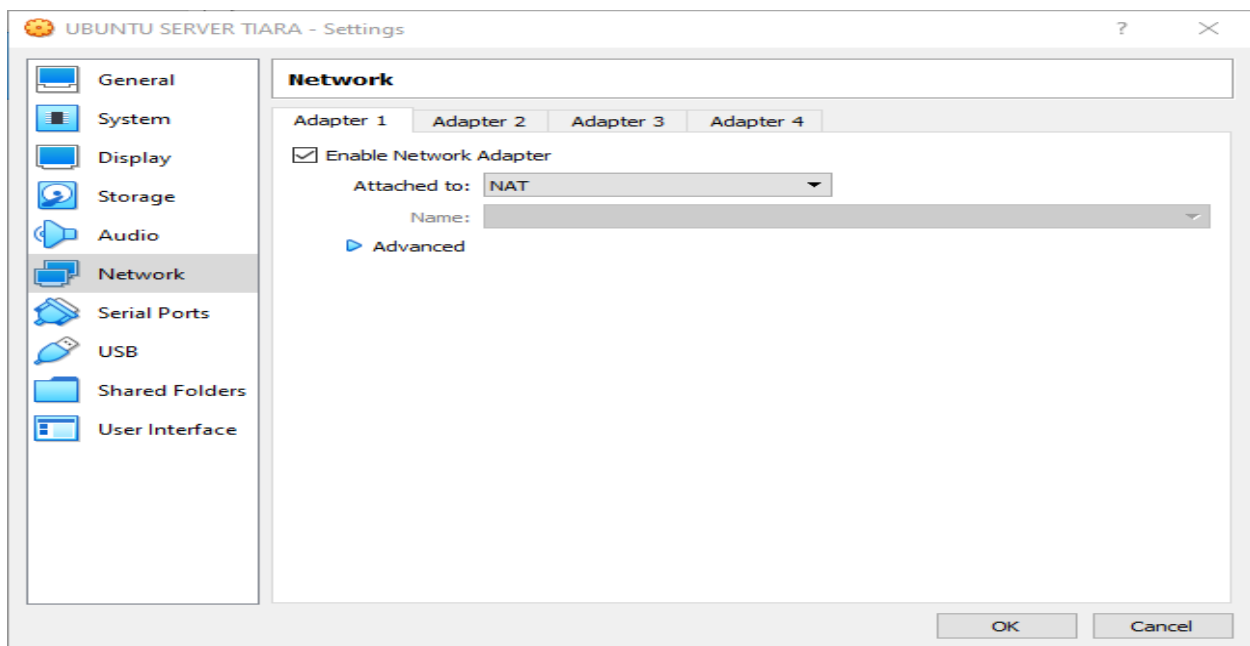 UBUNTU SERVER TIARA - Settings
?
General
System
Display
Storage
Audio
Network
Serial Ports
USB
Shared Folders
User Interface
Network
Adapter 1 Adapter 2 Adapter 3 Adapter 4
Enable Network Adapter
Attached to: NAT
Name:
Advanced
OK Cancel